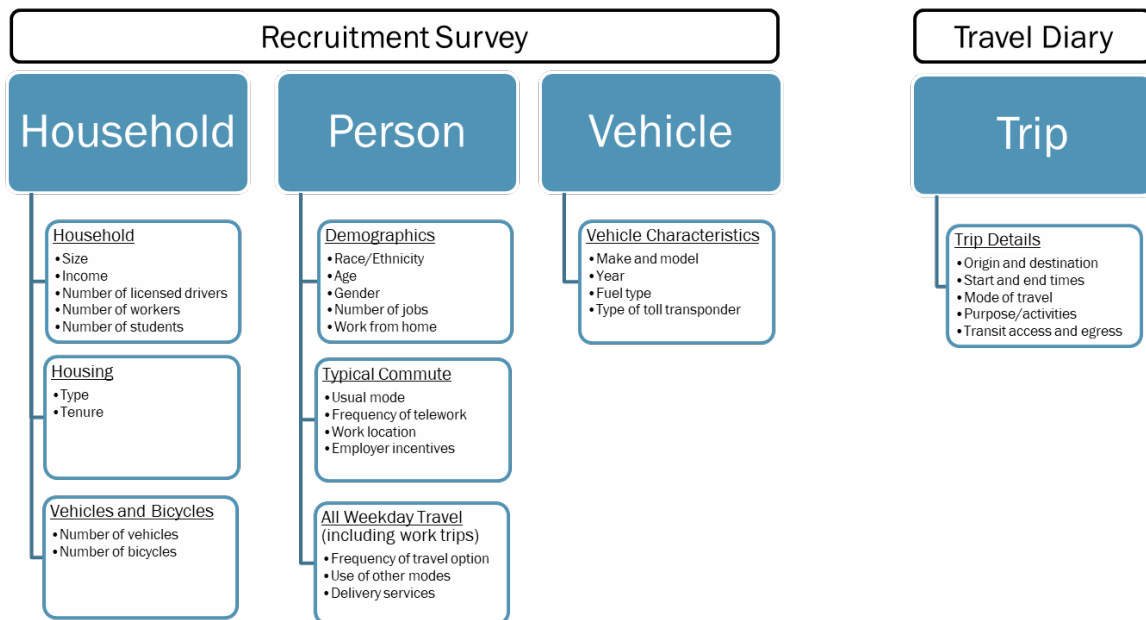 Recruitment Survey
Travel Diary
Household
Person
Vehicle
Trip
Household
•Size
•Income
•Number of licensed drivers
•Number of workers
•Number of students
Housing
•Type
•Tenure
Vehicles and Bicycles
•Number of vehicles
•Number of bicycles
Demographics
•Race/Ethnicity
•Age
•Gender
•Number of jobs
•Work from home
Typical Commute
•Usual mode
•Frequency of telework
•Work location
•Employer incentives
All Weekday Travel
(including work trips)
•Frequency of travel option
•Use of other modes
•Delivery services
Vehicle Characteristics
•Make and model
•Year
•Fuel type
•Type of toll transponder
Trip Details
•Origin and destination
•Start and end times
•Mode of travel
•Purpose/activities
•Transit access and egress